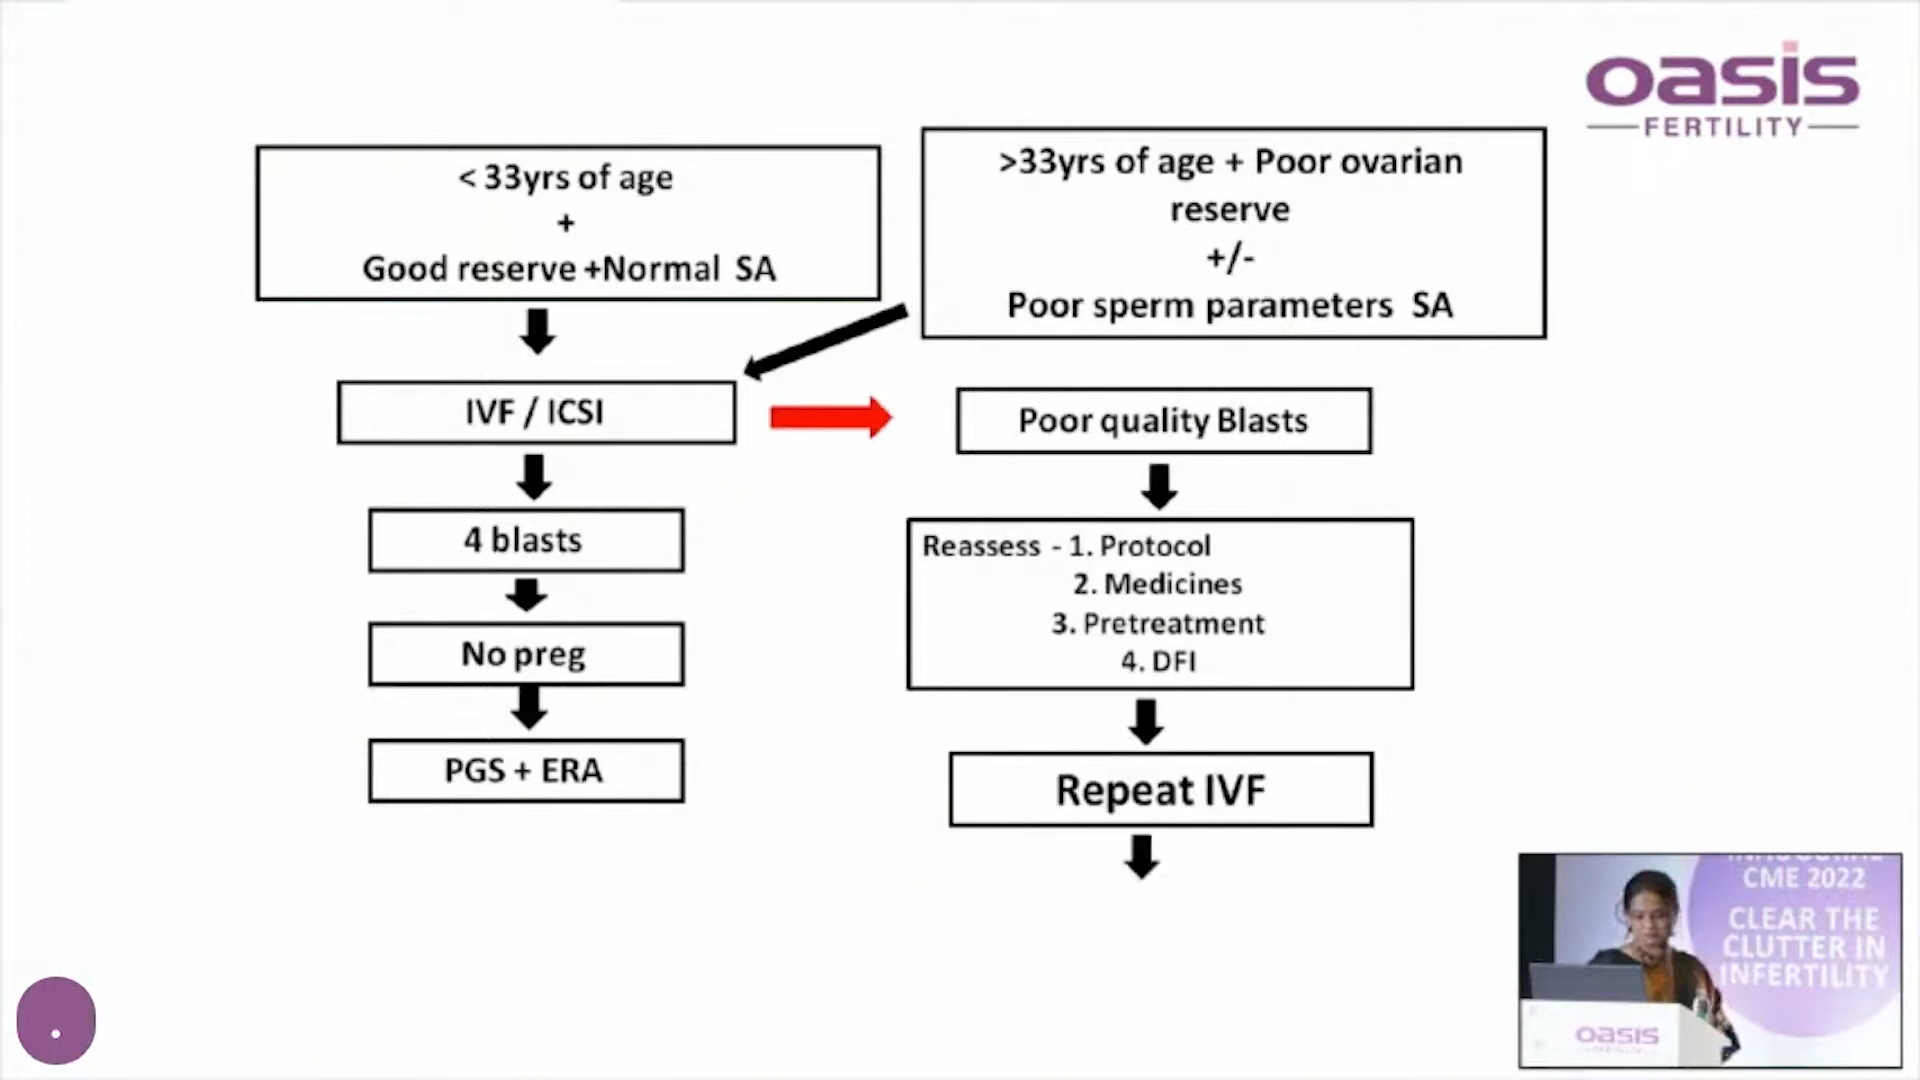 oasis
FERTILITY
< 33yrs of age
+
Good reserve +Normal SA
>33yrs of age + Poor ovarian
reserve
+/-
Poor sperm parameters SA
IVF / ICSI
Poor quality Blasts
4 blasts
Reassess - 1. Protocol
2. Medicines
3. Pretreatment
4. DFI
No preg
PGS + ERA
Repeat IVF
CME 2022
CLEAR THE
CLUTTER IN
INFERTILITY
oasis